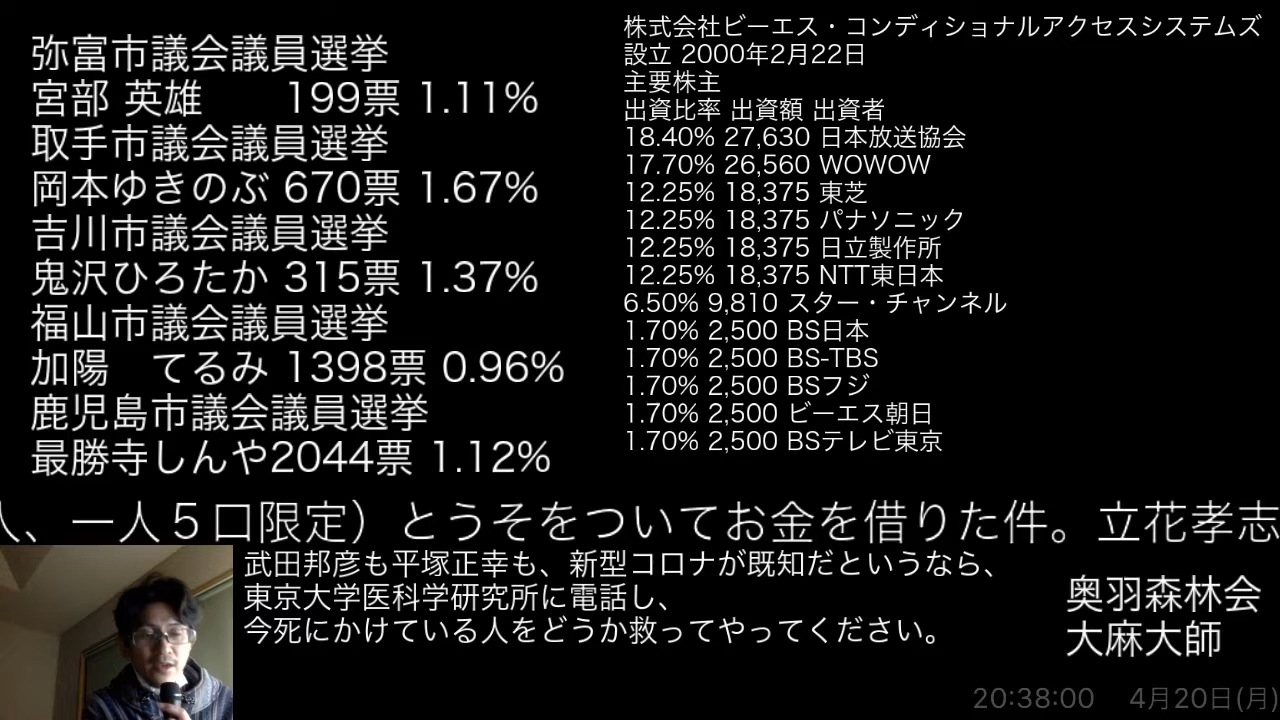 弥富市議会議員選挙
宮部 英雄　　199票 1.11%
取手市議会議員選挙
岡本ゆきのぶ 670票 1.67%
吉川市議会議員選挙
鬼沢ひろたか 315票 1.37%
福山市議会議員選挙
加陽　てるみ 1398票 0.96%
鹿児島市議会議員選挙
最勝寺しんや2044票 1.12%
株式会社ビーエス・コンディショナルアクセスシステムズ
設立 2000年2月22日
主要株主
出資比率 出資額 出資者
18.40% 27,630 日本放送協会
17.70% 26,560 WOWOW
12.25% 18,375 東芝
12.25% 18,375 パナソニック
12.25% 18,375 日立製作所
12.25% 18,375 NTT東日本
6.50% 9,810 スター・チャンネル
1.70% 2,500 BS日本
1.70% 2,500 BS-TBS
1.70% 2,500 BSフジ
1.70% 2,500 ビーエス朝日
1.70% 2,500 BSテレビ東京
人、一人５口限定）とうそをついてお金を借りた件。立花孝志
武田邦彦も平塚正幸も、新型コロナが既知だというなら、
東京大学医科学研究所に電話し、
今死にかけている人をどうか救ってやってください。
奥羽森林会
大麻大師
20:38:00　4月20日(月)